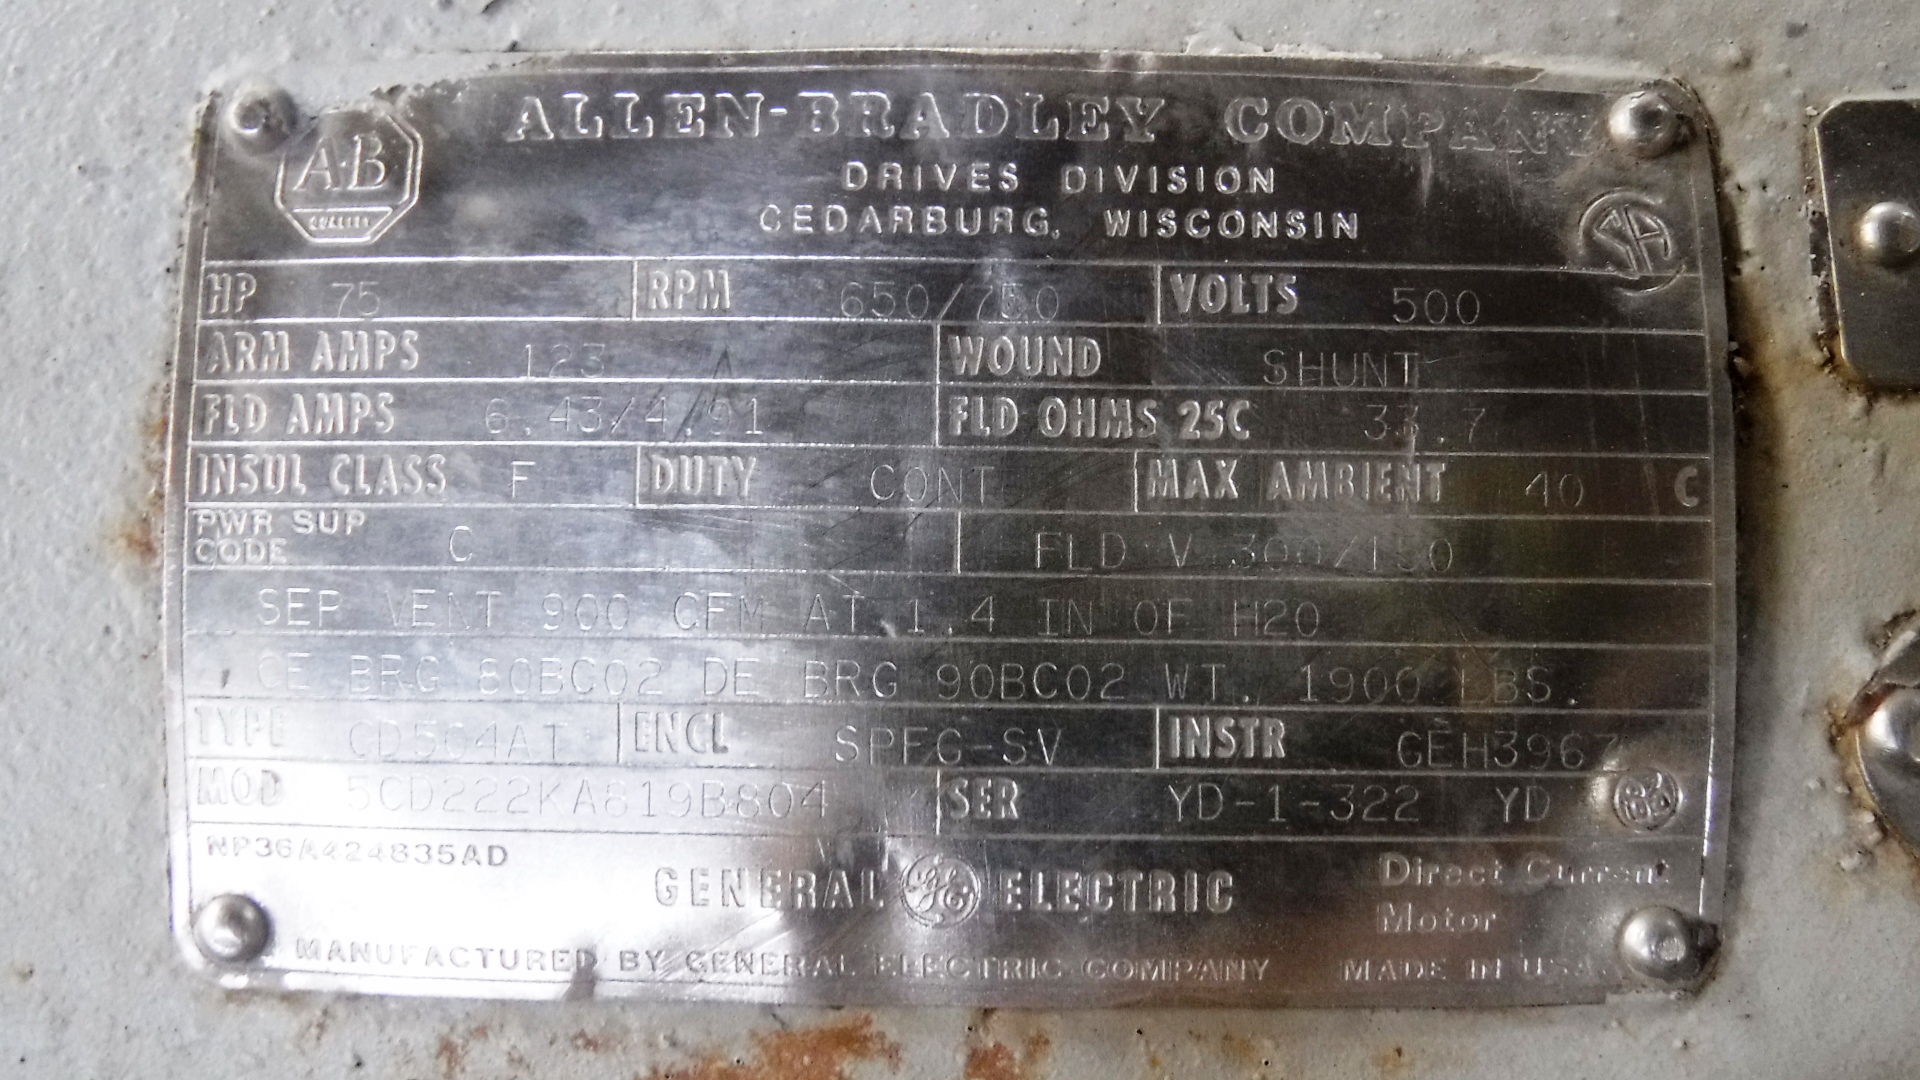 A-B
QUALITY
ALLEN-BRADLEY COMPANY
DRIVES DIVISION
CEDARBURG, WISCONSIN
SA
HP 75 RPM 650/750 VOLTS 500
ARM AMPS 123 A WOUND SHUNT
FLD AMPS 6.43/4.91 FLD OHMS 25C 33.7
INSUL CLASS F DUTY CONT MAX AMBIENT 40 C
PWR SUP CODE C FLD V 300/150
SEP VENT 900 CFM AT 1.4 IN OF H2O
CE BRG 80BC02 DE BRG 90BC02 WT. 1900 LBS.
TYPE CD504AT ENCL SPFG-SV INSTR GEH3967
MOD 5CD222KA819B804 SER YD-1-322 YD
NP36A424835AD
GENERAL GE ELECTRIC
Direct Current
Motor
MANUFACTURED BY GENERAL ELECTRIC COMPANY MADE IN U.S.A.